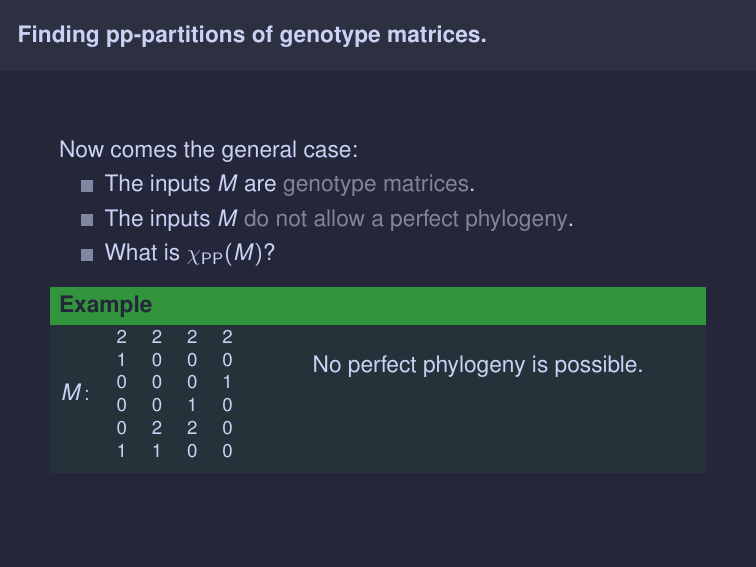 Finding pp-partitions of genotype matrices.
Now comes the general case:
The inputs M are genotype matrices.
The inputs M do not allow a perfect phylogeny.
What is χPP(M)?
Example
M:
2 2 2 2
1 0 0 0
0 0 0 1
0 0 1 0
0 2 2 0
1 1 0 0
No perfect phylogeny is possible.